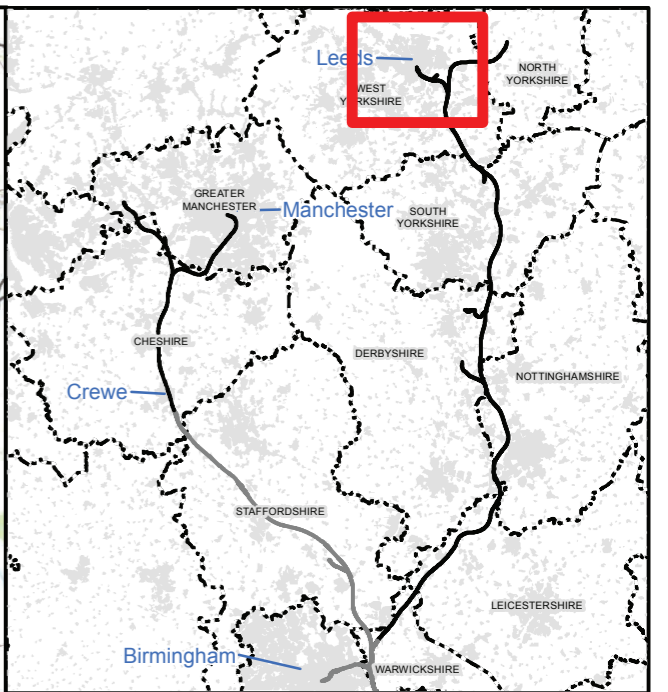 Leeds
NORTH
YORKSHIRE
WEST
YORKSHIRE
GREATER
MANCHESTER
Manchester
SOUTH
YORKSHIRE
CHESHIRE
DERBYSHIRE
NOTTINGHAMSHIRE
Crewe
STAFFORDSHIRE
LEICESTERSHIRE
Birmingham
WARWICKSHIRE